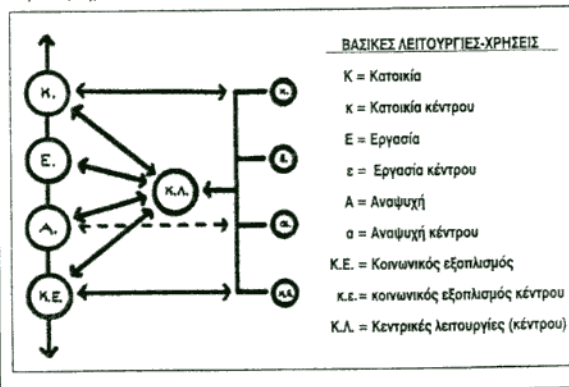 ΒΑΣΙΚΕΣ ΛΕΙΤΟΥΡΓΙΕΣ-ΧΡΗΣΕΙΣ
Κ = Κατοικία
κ = Κατοικία κέντρου
Ε = Εργασία
ε = Εργασία κέντρου
Α = Αναψυχή
α = Αναψυχή κέντρου
Κ.Ε. = Κοινωνικός εξοπλισμός
κ.ε.= κοινωνικός εξοπλισμός κέντρου
Κ.Λ. = Κεντρικές λειτουργίες (κέντρου)
Κ.
Ε.
Α.
Κ.Ε.
Κ.Λ.
κ.
ε.
α.
κ.ε.